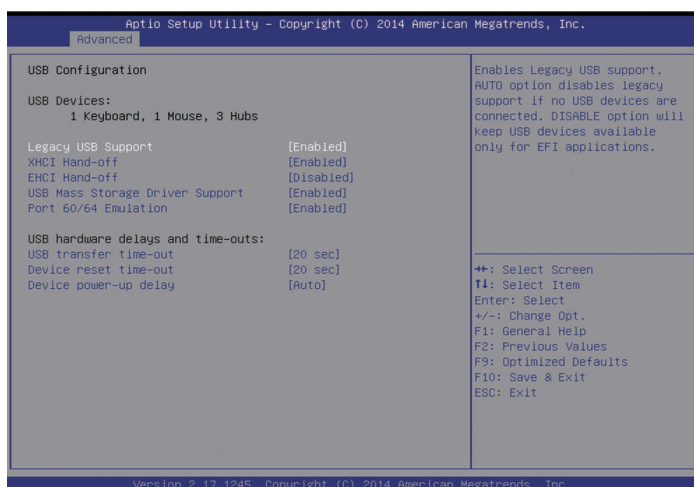 Aptio Setup Utility – Copyright (C) 2014 American Megatrends, Inc.
Advanced
USB Configuration
USB Devices:
1 Keyboard, 1 Mouse, 3 Hubs
Legacy USB Support [Enabled]
XHCI Hand-off [Enabled]
EHCI Hand-off [Disabled]
USB Mass Storage Driver Support [Enabled]
Port 60/64 Emulation [Enabled]
USB hardware delays and time-outs:
USB transfer time-out [20 sec]
Device reset time-out [20 sec]
Device power-up delay [Auto]
Enables Legacy USB support.
AUTO option disables legacy
support if no USB devices are
connected. DISABLE option will
keep USB devices available
only for EFI applications.
→←: Select Screen
↑↓: Select Item
Enter: Select
+/-: Change Opt.
F1: General Help
F2: Previous Values
F9: Optimized Defaults
F10: Save & Exit
ESC: Exit
Version 2.17.1245. Copyright (C) 2014 American Megatrends, Inc.